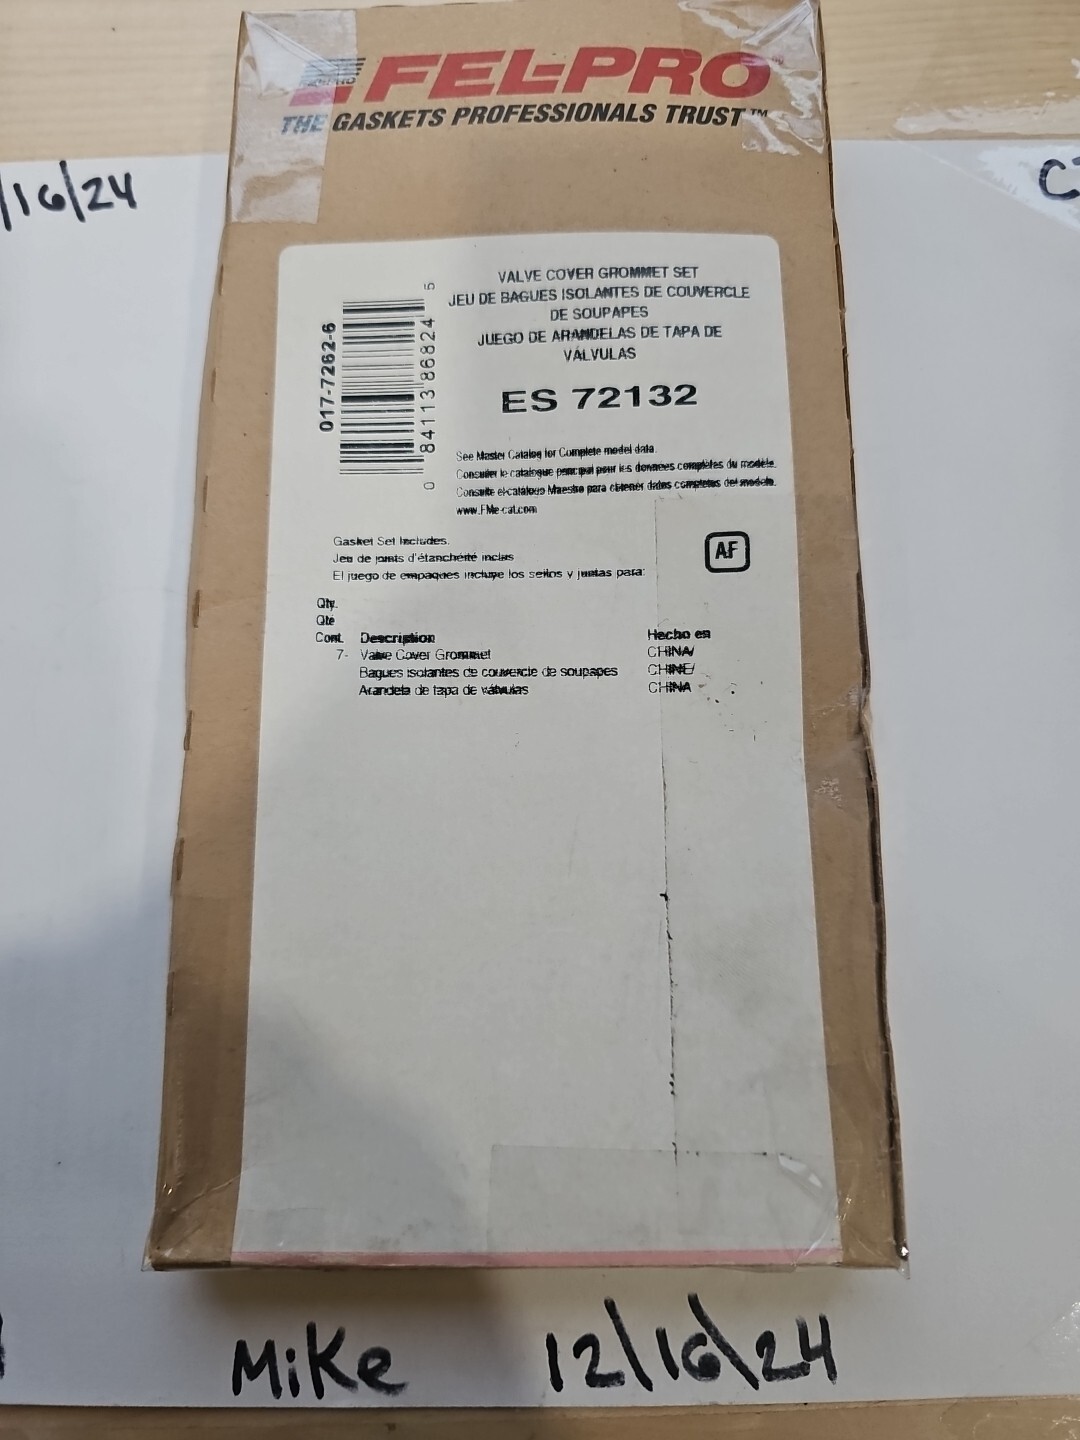 FEL-PRO
THE GASKETS PROFESSIONALS TRUST™
/16/24
VALVE COVER GROMMET SET
JEU DE BAGUES ISOLANTES DE COUVERCLE
DE SOUPAPES
JUEGO DE ARANDELAS DE TAPA DE
VÁLVULAS
017-7262-6
0 84113 86824 5
ES 72132
See Master Catalog for Complete model data.
Consulter le catalogue principal pour les données complètes du modèle.
Consulte el catálogo Maestro para obtener datos completos del modelo.
www.FMe-cat.com
Gasket Set Includes.
Jeu de joints d'étanchéité inclus
El juego de empaques incluye los sellos y juntas para:
AF
Qty.
Qté
Cont. Description Hecho en
7- Valve Cover Grommet CHINA/
Bagues isolantes de couvercle de soupapes CHINE/
Arandela de tapa de válvulas CHINA
Mike 12/16/24